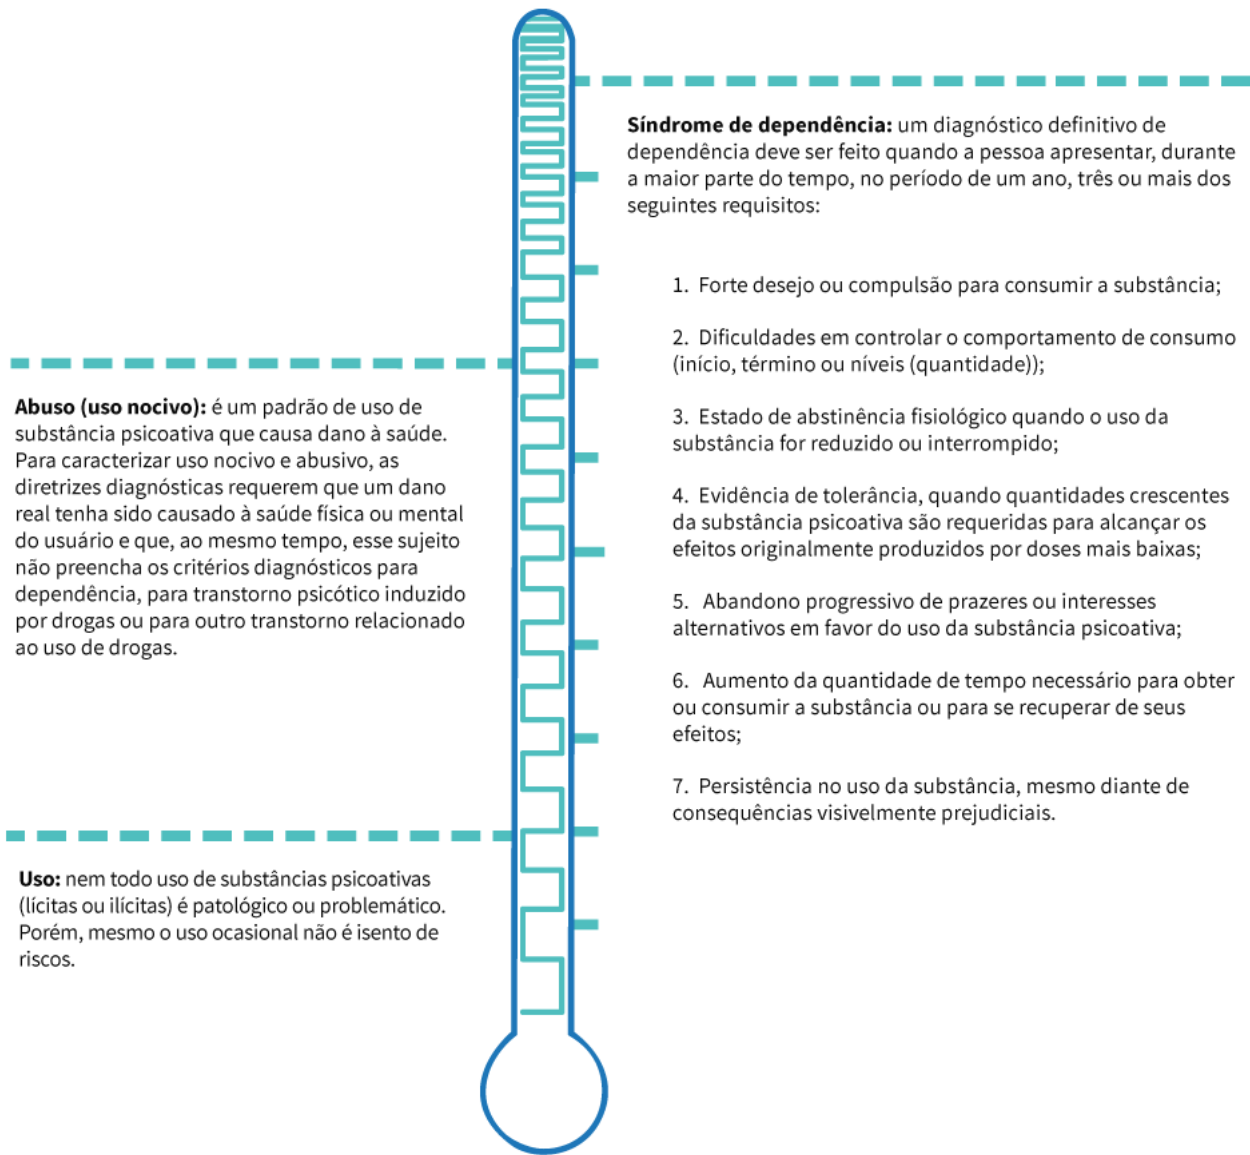 Síndrome de dependência: um diagnóstico definitivo de
dependência deve ser feito quando a pessoa apresentar, durante
a maior parte do tempo, no período de um ano, três ou mais dos
seguintes requisitos:
1. Forte desejo ou compulsão para consumir a substância;
2. Dificuldades em controlar o comportamento de consumo
(início, término ou níveis (quantidade));
3. Estado de abstinência fisiológico quando o uso da
substância for reduzido ou interrompido;
4. Evidência de tolerância, quando quantidades crescentes
da substância psicoativa são requeridas para alcançar os
efeitos originalmente produzidos por doses mais baixas;
5. Abandono progressivo de prazeres ou interesses
alternativos em favor do uso da substância psicoativa;
6. Aumento da quantidade de tempo necessário para obter
ou consumir a substância ou para se recuperar de seus
efeitos;
7. Persistência no uso da substância, mesmo diante de
consequências visivelmente prejudiciais.
Abuso (uso nocivo): é um padrão de uso de
substância psicoativa que causa dano à saúde.
Para caracterizar uso nocivo e abusivo, as
diretrizes diagnósticas requerem que um dano
real tenha sido causado à saúde física ou mental
do usuário e que, ao mesmo tempo, esse sujeito
não preencha os critérios diagnósticos para
dependência, para transtorno psicótico induzido
por drogas ou para outro transtorno relacionado
ao uso de drogas.
Uso: nem todo uso de substâncias psicoativas
(lícitas ou ilícitas) é patológico ou problemático.
Porém, mesmo o uso ocasional não é isento de
riscos.